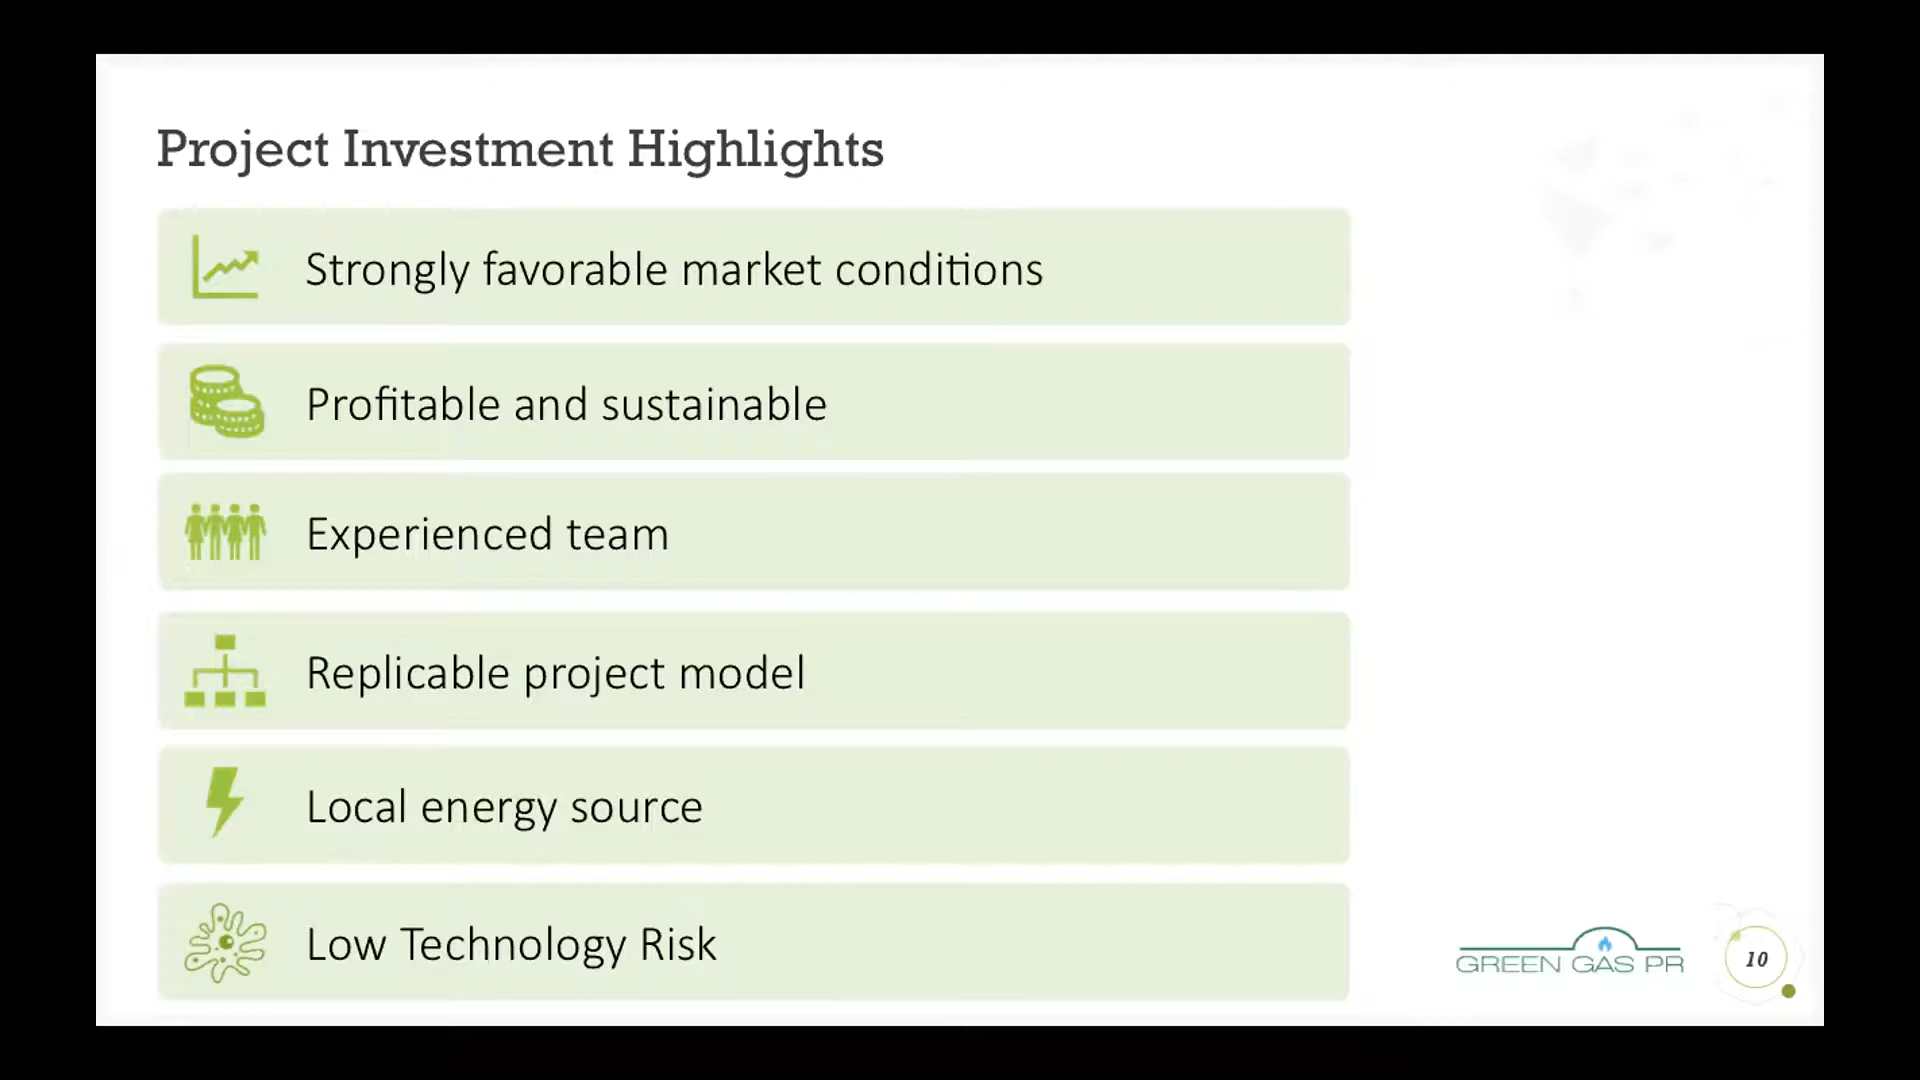 Project Investment Highlights
Strongly favorable market conditions
Profitable and sustainable
Experienced team
Replicable project model
Local energy source
Low Technology Risk
GREEN GAS PR
10